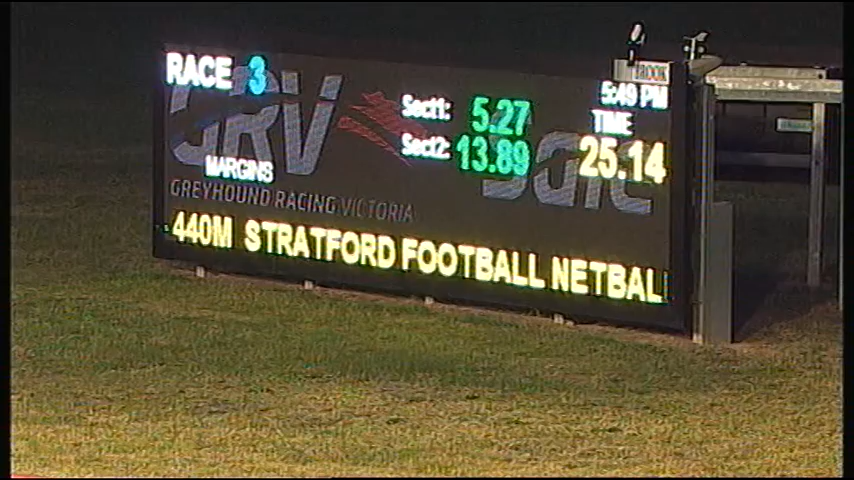 RACE 3
5:49 PM
Sect1: 5.27
TIME
Sect2: 13.89
25.14
GRV
Sale
MARGINS
GREYHOUND RACING VICTORIA
440M STRATFORD FOOTBALL NETBAL